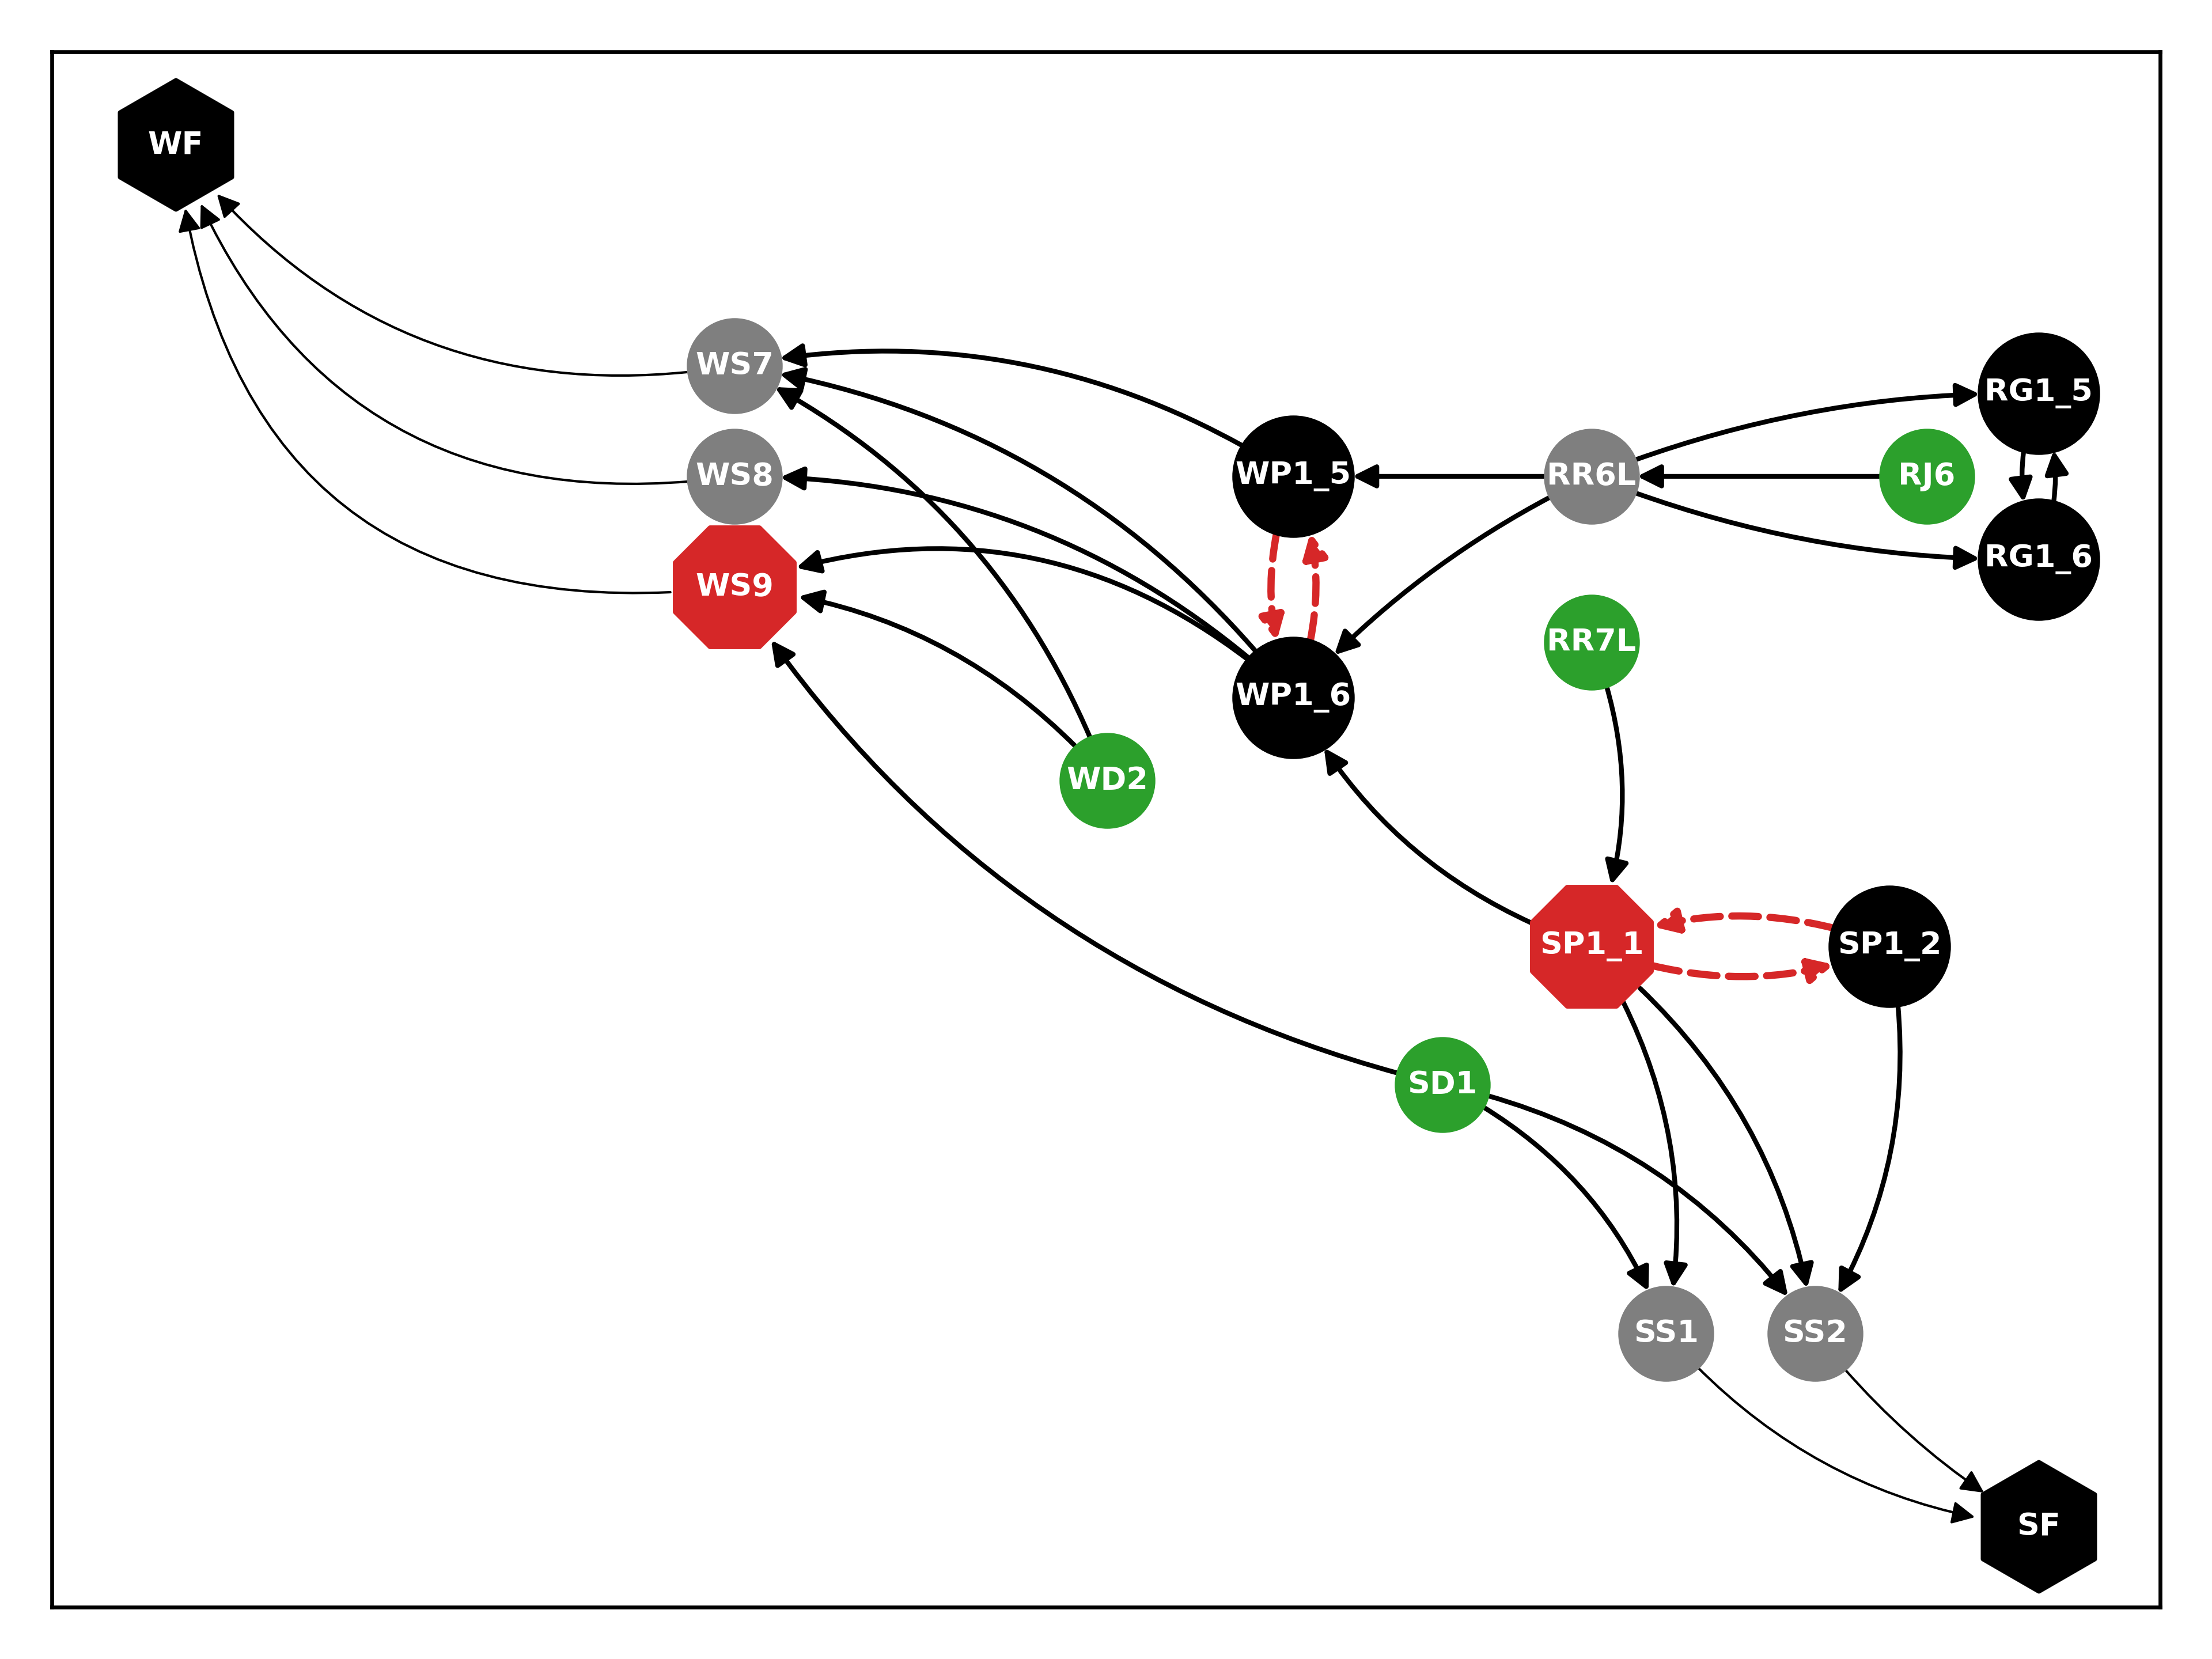 WF
WS7
RG1_5
WP1_5
RR6L
RJ6
WS8
RG1_6
WS9
RR7L
WP1_6
WD2
SP1_1
SP1_2
SD1
SS1
SS2
SF